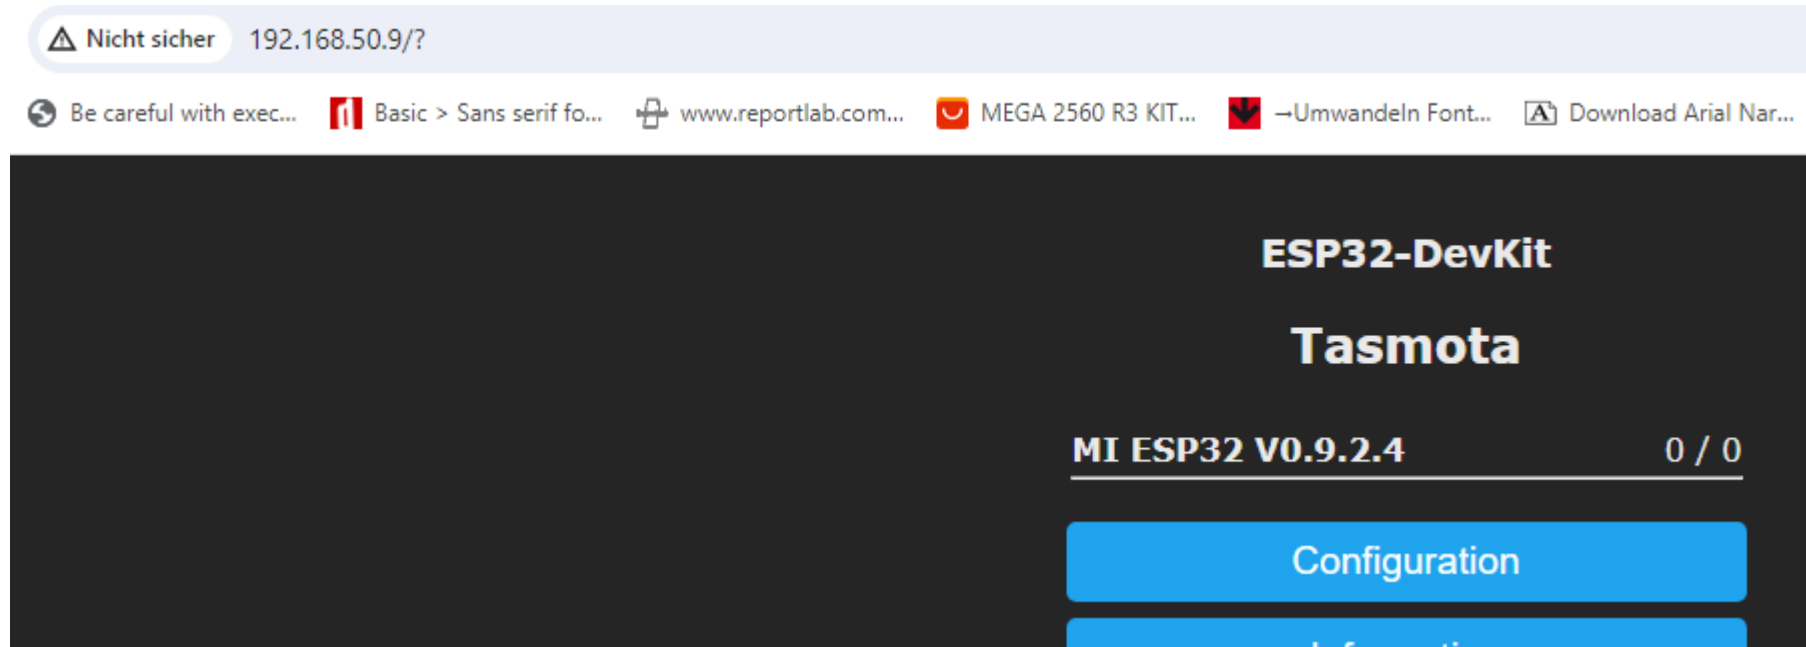 Nicht sicher 192.168.50.9/?
Be careful with exec... Basic > Sans serif fo... www.reportlab.com... MEGA 2560 R3 KIT... →Umwandeln Font... Download Arial Nar...
ESP32-DevKit
Tasmota
MI ESP32 V0.9.2.4 0 / 0
Configuration